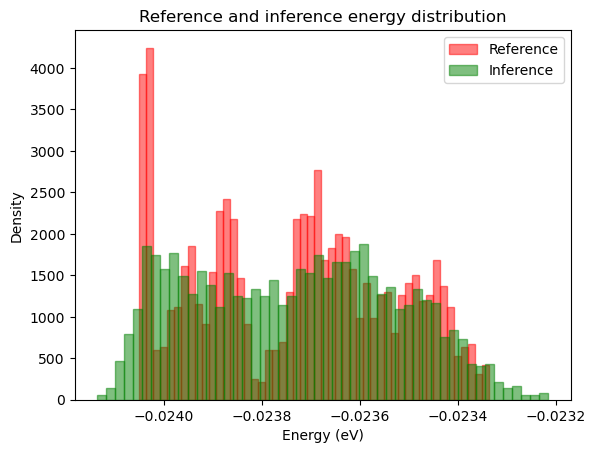 Reference and inference energy distribution
Reference
Inference
Density
4000
3500
3000
2500
2000
1500
1000
500
0
−0.0240
−0.0238
−0.0236
−0.0234
−0.0232
Energy (eV)